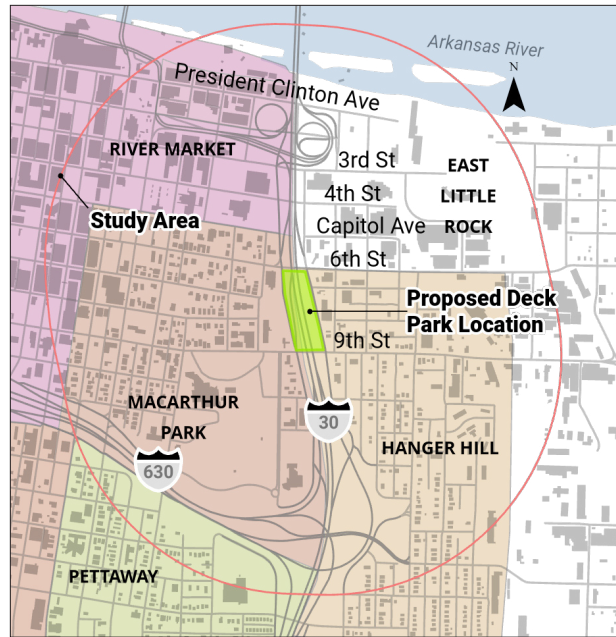 Arkansas River
N
President Clinton Ave
RIVER MARKET
3rd St
EAST
4th St
LITTLE
Study Area
Capitol Ave
ROCK
6th St
Proposed Deck
Park Location
9th St
MACARTHUR
PARK
30
HANGER HILL
630
PETTAWAY